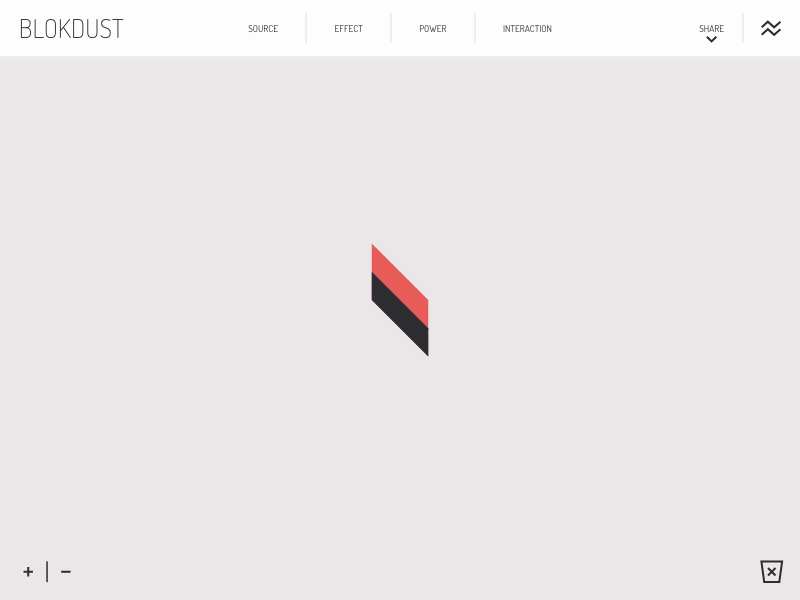 BLOKDUST
SOURCE
EFFECT
POWER
INTERACTION
SHARE